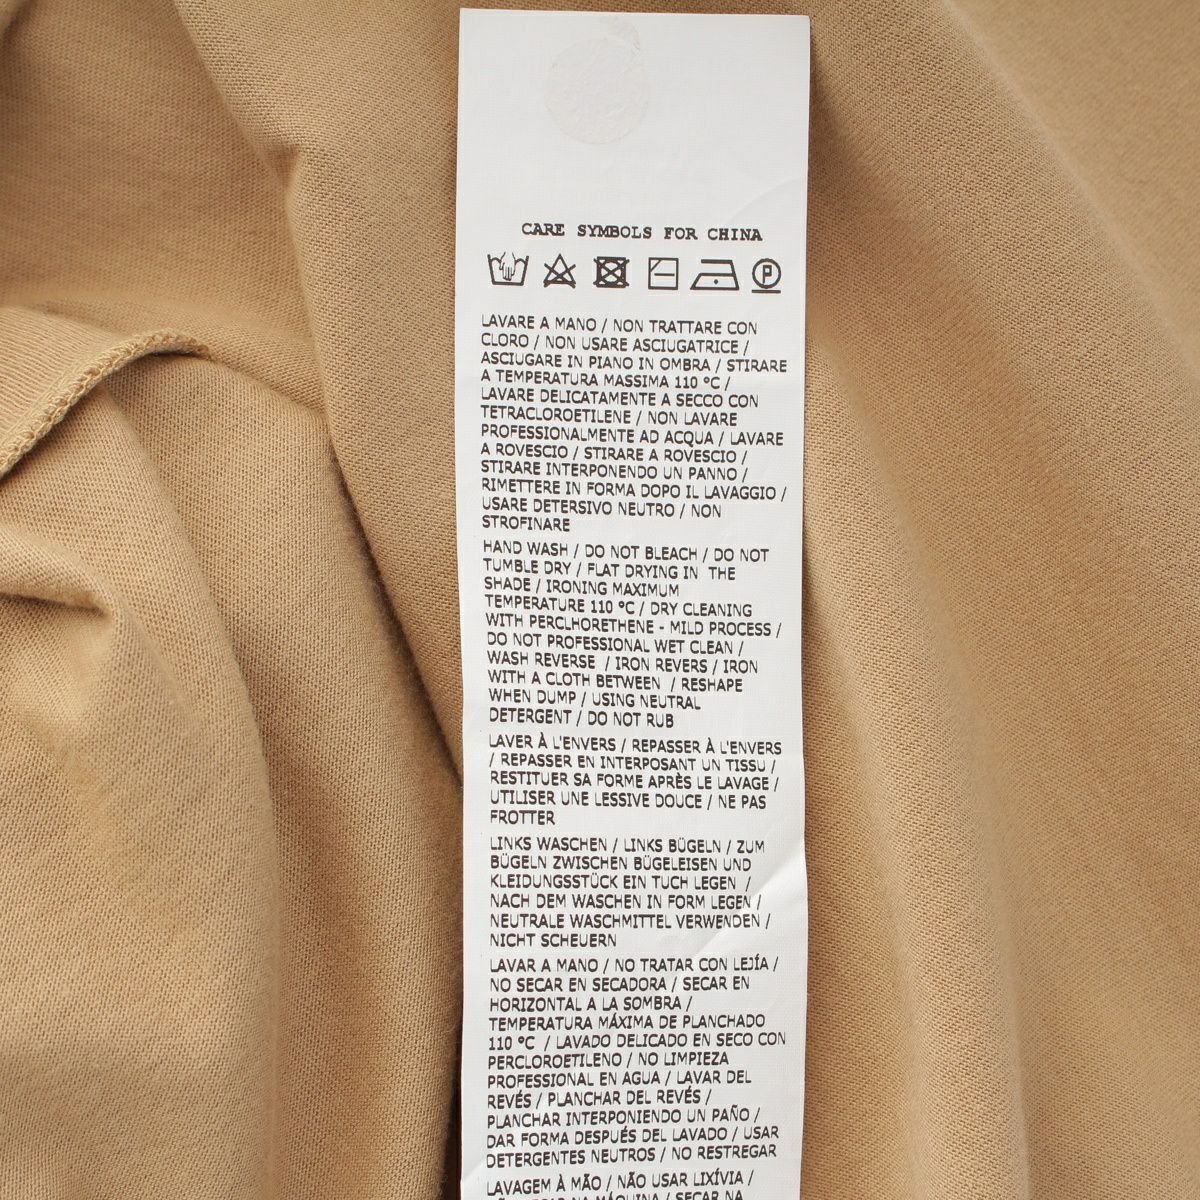 CARE SYMBOLS FOR CHINA
P
LAVARE A MANO / NON TRATTARE CON
CLORO / NON USARE ASCIUGATRICE /
ASCIUGARE IN PIANO IN OMBRA / STIRARE
A TEMPERATURA MASSIMA 110 °C /
LAVARE DELICATAMENTE A SECCO CON
TETRACLOROETILENE / NON LAVARE
PROFESSIONALMENTE AD ACQUA / LAVARE
A ROVESCIO / STIRARE A ROVESCIO /
STIRARE INTERPONENDO UN PANNO /
RIMETTERE IN FORMA DOPO IL LAVAGGIO /
USARE DETERSIVO NEUTRO / NON
STROFINARE
HAND WASH / DO NOT BLEACH / DO NOT
TUMBLE DRY / FLAT DRYING IN THE
SHADE / IRONING MAXIMUM
TEMPERATURE 110 °C / DRY CLEANING
WITH PERCLHORETHENE - MILD PROCESS /
DO NOT PROFESSIONAL WET CLEAN /
WASH REVERSE / IRON REVERS / IRON
WITH A CLOTH BETWEEN / RESHAPE
WHEN DUMP / USING NEUTRAL
DETERGENT / DO NOT RUB
LAVER À L'ENVERS / REPASSER À L'ENVERS
/ REPASSER EN INTERPOSANT UN TISSU /
RESTITUER SA FORME APRÈS LE LAVAGE /
UTILISER UNE LESSIVE DOUCE / NE PAS
FROTTER
LINKS WASCHEN / LINKS BÜGELN / ZUM
BÜGELN ZWISCHEN BÜGELEISEN UND
KLEIDUNGSSTÜCK EIN TUCH LEGEN /
NACH DEM WASCHEN IN FORM LEGEN /
NEUTRALE WASCHMITTEL VERWENDEN /
NICHT SCHEUERN
LAVAR A MANO / NO TRATAR CON LEJÍA /
NO SECAR EN SECADORA / SECAR EN
HORIZONTAL A LA SOMBRA /
TEMPERATURA MÁXIMA DE PLANCHADO
110 °C / LAVADO DELICADO EN SECO CON
PERCLOROETILENO / NO LIMPIEZA
PROFESSIONAL EN AGUA / LAVAR DEL
REVÉS / PLANCHAR DEL REVÉS /
PLANCHAR INTERPONIENDO UN PAÑO /
DAR FORMA DESPUÉS DEL LAVADO / USAR
DETERGENTES NEUTROS / NO RESTREGAR
LAVAGEM À MÃO / NÃO USAR LIXÍVIA /
NA MÁQUINA / SECAR NA